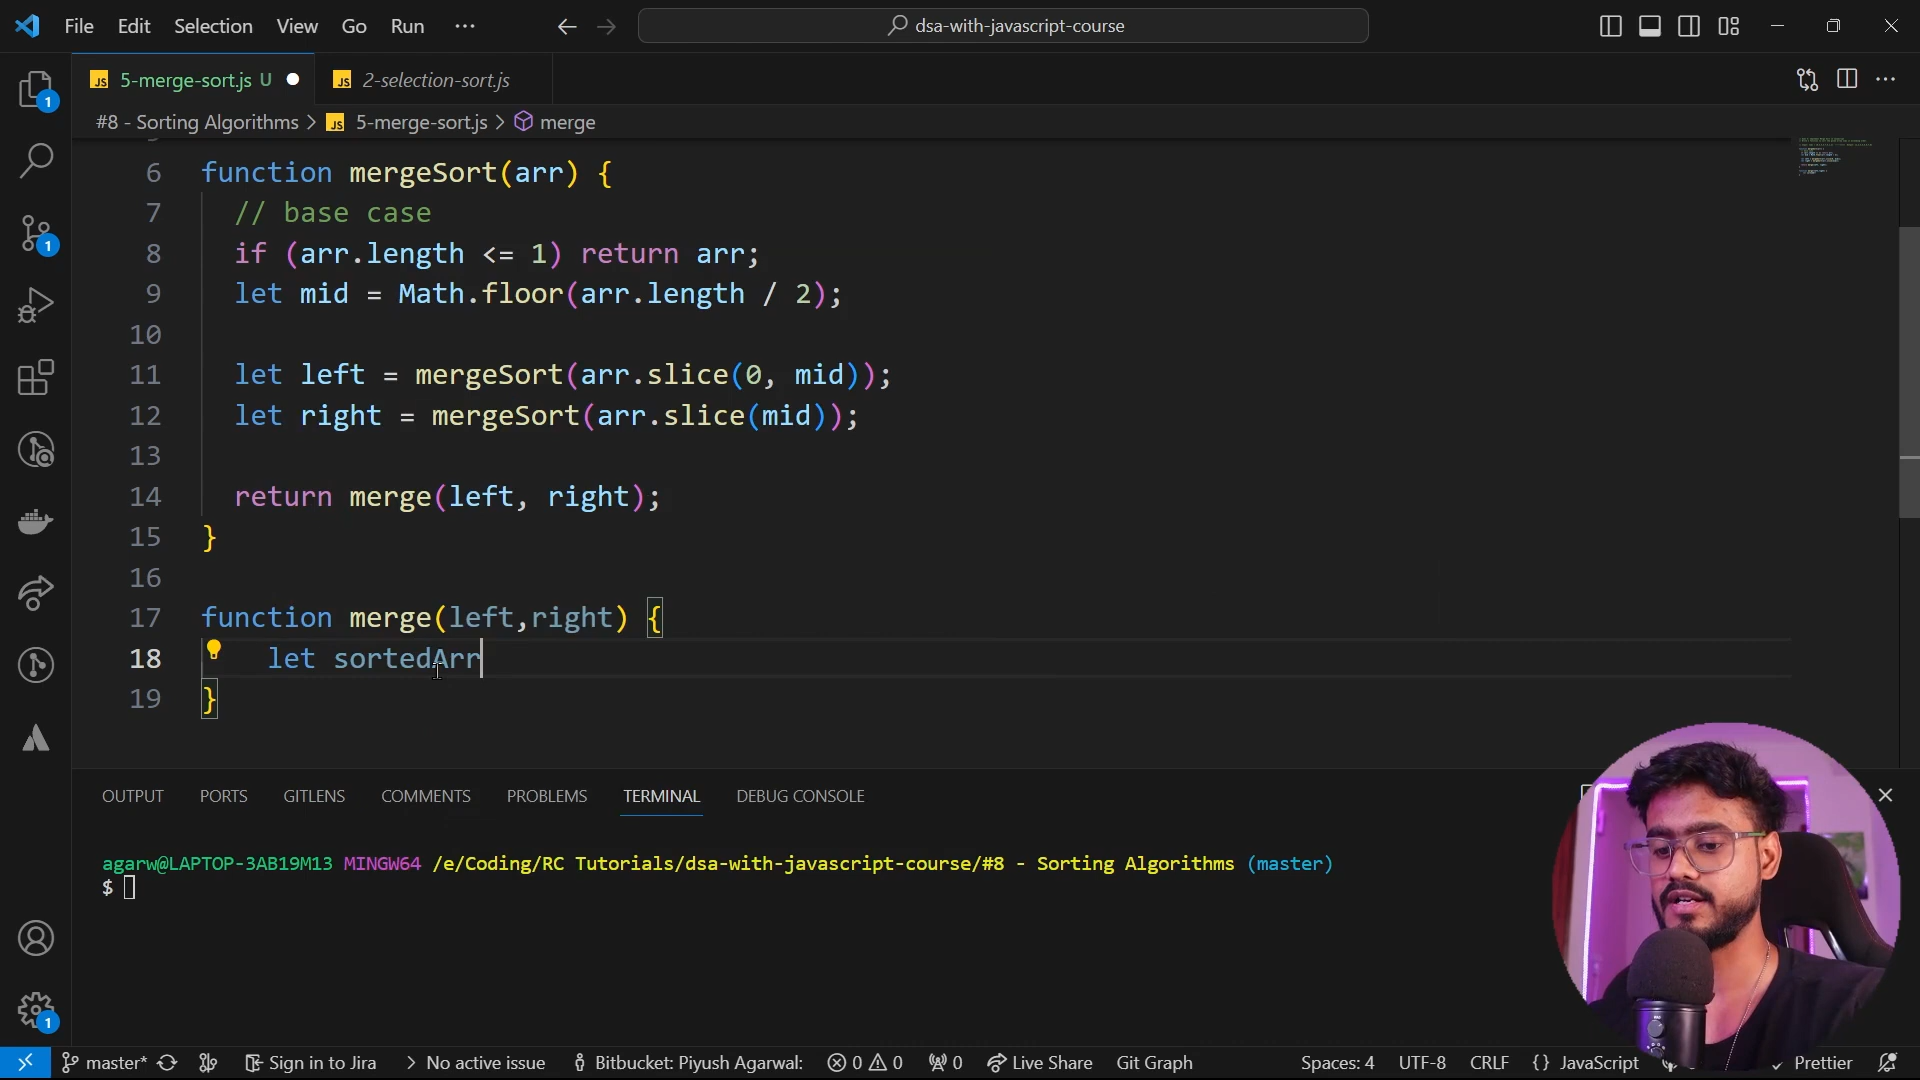 File Edit Selection View Go Run ··· dsa-with-javascript-course
JS 5-merge-sort.js U JS 2-selection-sort.js
#8 - Sorting Algorithms > JS 5-merge-sort.js > merge
6 function mergeSort(arr) {
7 // base case
8 if (arr.length <= 1) return arr;
9 let mid = Math.floor(arr.length / 2);
10
11 let left = mergeSort(arr.slice(0, mid));
12 let right = mergeSort(arr.slice(mid));
13
14 return merge(left, right);
15 }
16
17 function merge(left,right) {
18 let sortedArr
19 }
1
1
1
OUTPUT PORTS GITLENS COMMENTS PROBLEMS TERMINAL DEBUG CONSOLE
agarw@LAPTOP-3AB19M13 MINGW64 /e/Coding/RC Tutorials/dsa-with-javascript-course/#8 - Sorting Algorithms (master)
$
master* Sign in to Jira > No active issue Bitbucket: Piyush Agarwal: 0 0 0 Live Share Git Graph Spaces: 4 UTF-8 CRLF {} JavaScript Prettier